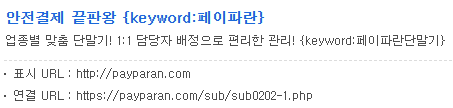 안전결제 끝판왕 {keyword:페이파란}
업종별 맞춤 단말기! 1:1 담당자 배정으로 편리한 관리! {keyword:페이파란단말기}
· 표시 URL : http://payparan.com
· 연결 URL : https://payparan.com/sub/sub0202-1.php